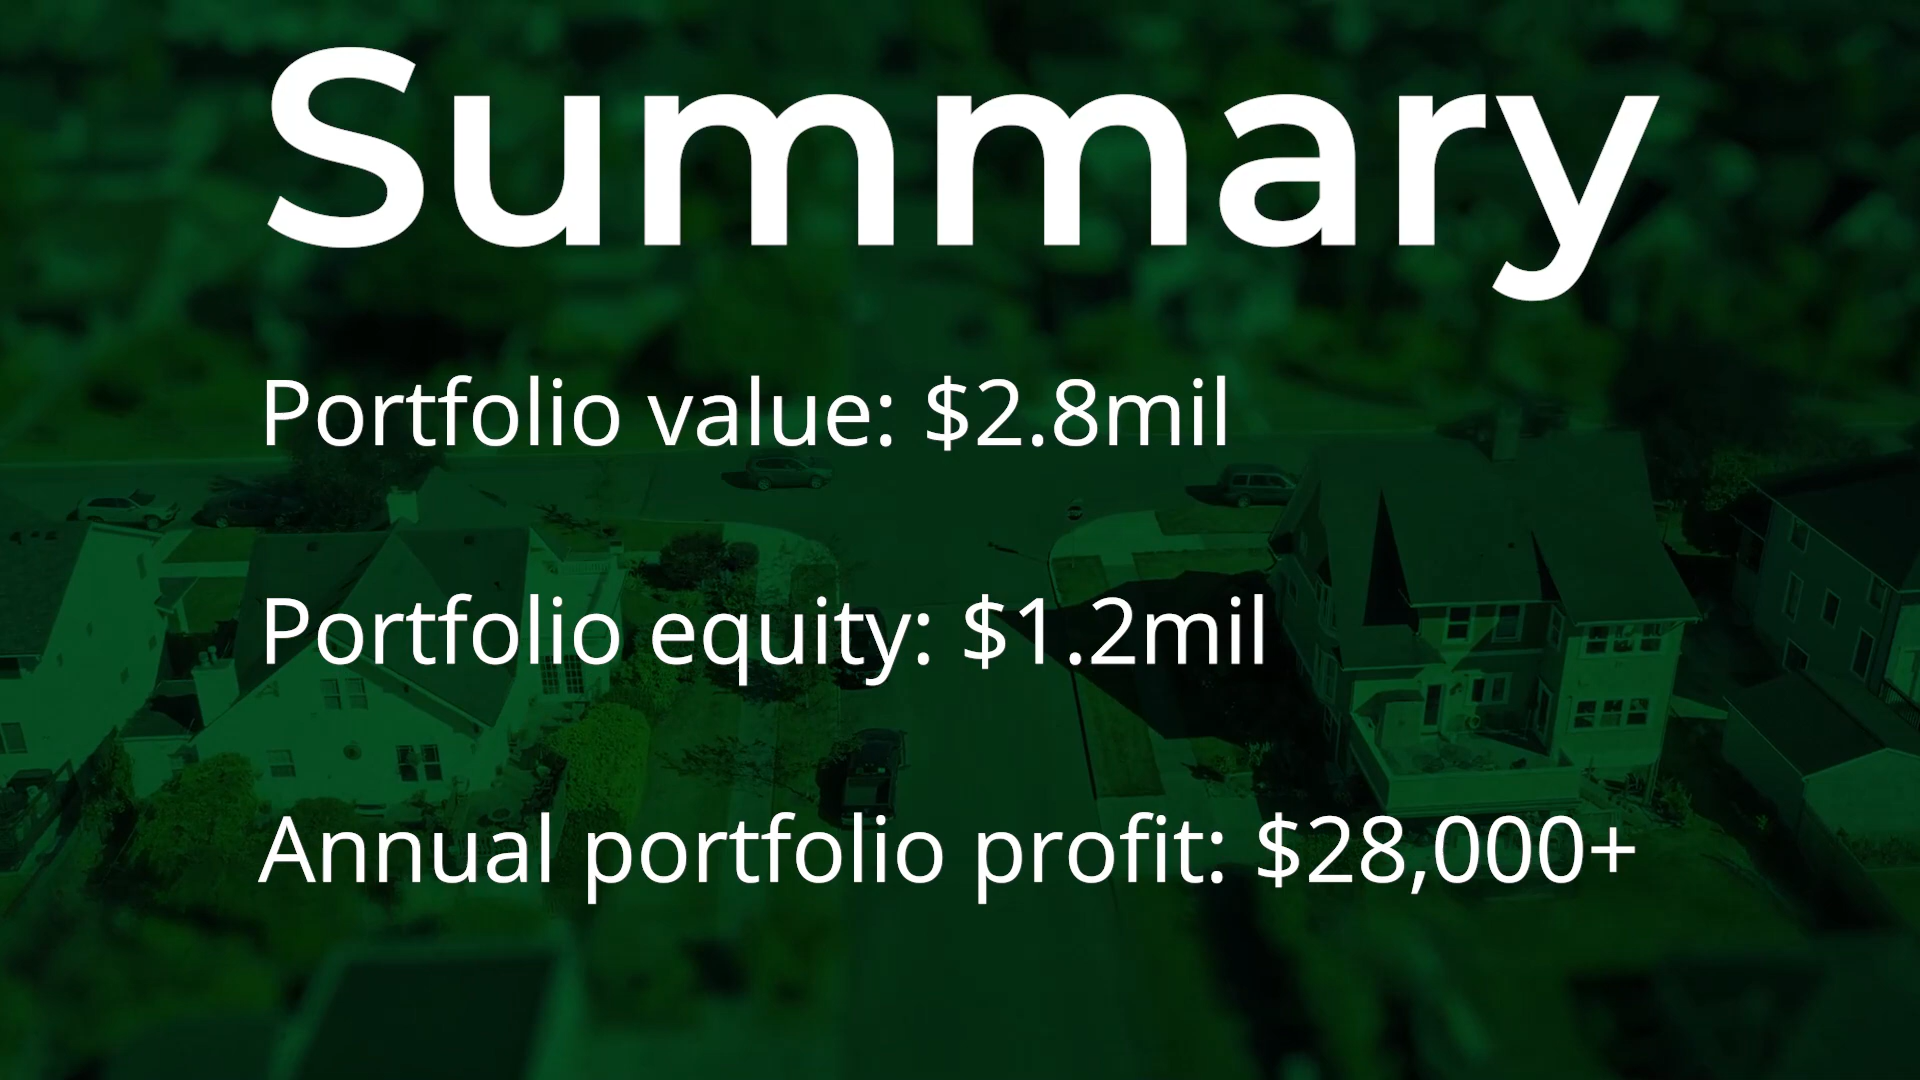 Summary
Portfolio value: $2.8mil
Portfolio equity: $1.2mil
Annual portfolio profit: $28,000+